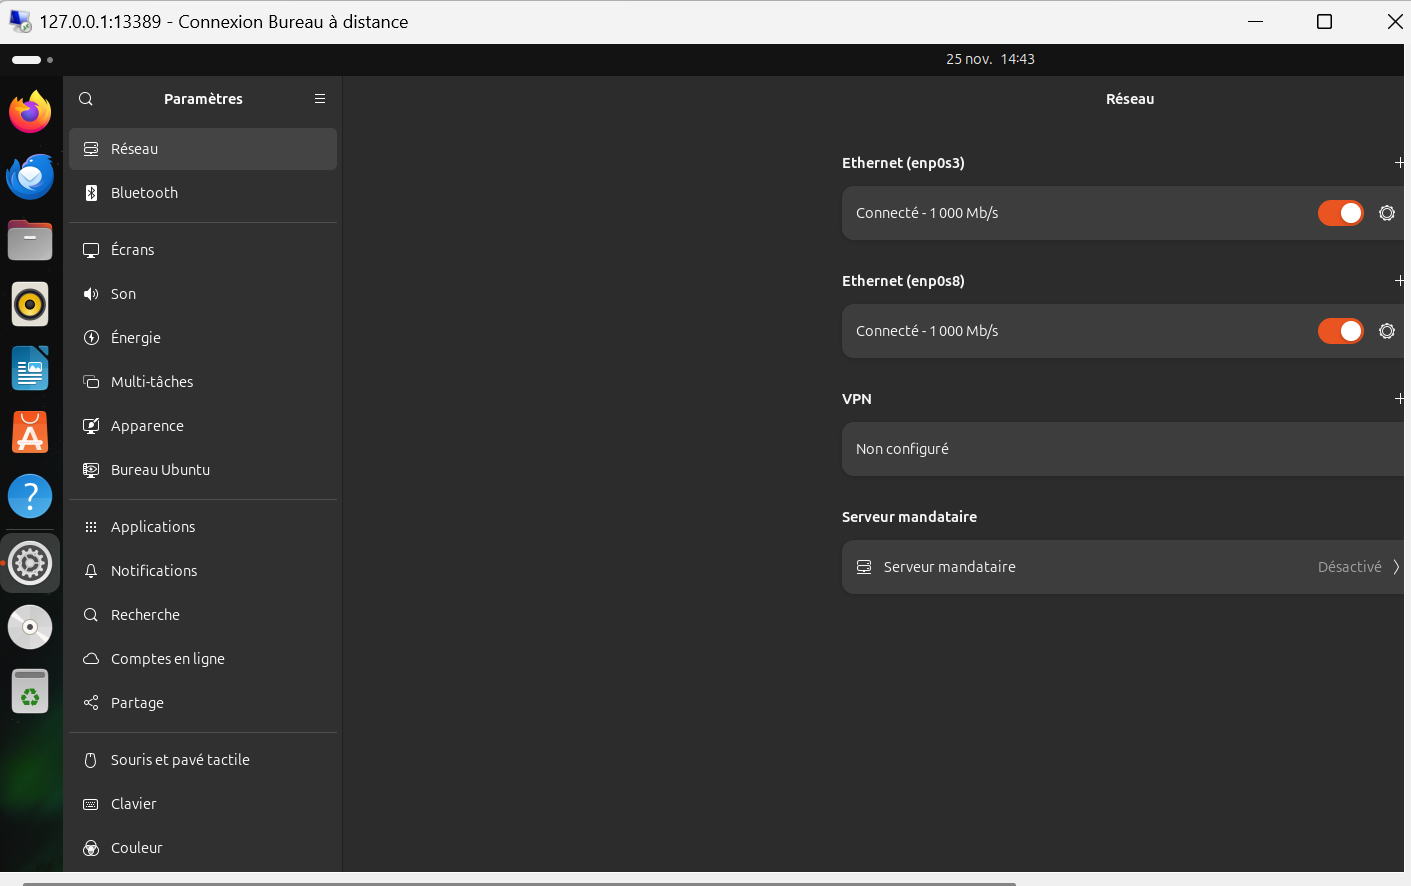 127.0.0.1:13389 - Connexion Bureau à distance
25 nov. 14:43
Paramètres
Réseau
Bluetooth
Écrans
Son
Énergie
Multi-tâches
Apparence
Bureau Ubuntu
Applications
Notifications
Recherche
Comptes en ligne
Partage
Souris et pavé tactile
Clavier
Couleur
Réseau
Ethernet (enp0s3)
Connecté - 1 000 Mb/s
Ethernet (enp0s8)
Connecté - 1 000 Mb/s
VPN
Non configuré
Serveur mandataire
Serveur mandataire Désactivé